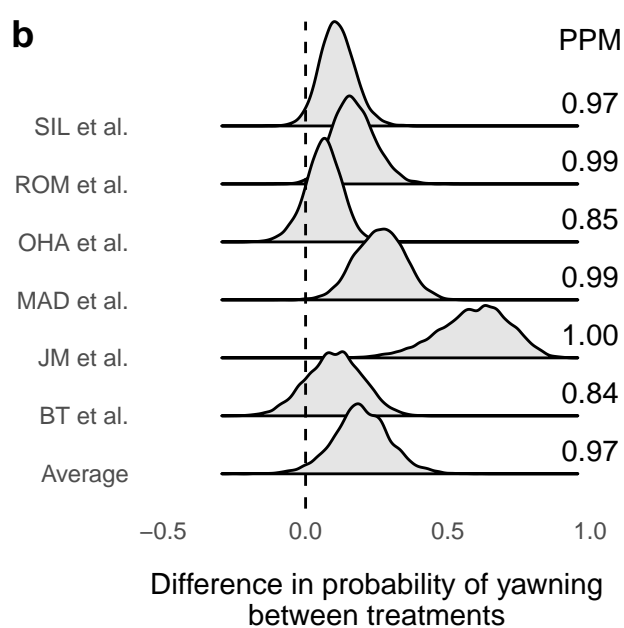 b
PPM
SIL et al. 0.97
ROM et al. 0.99
OHA et al. 0.85
MAD et al. 0.99
JM et al. 1.00
BT et al. 0.84
Average 0.97
−0.5 0.0 0.5 1.0
Difference in probability of yawning
between treatments